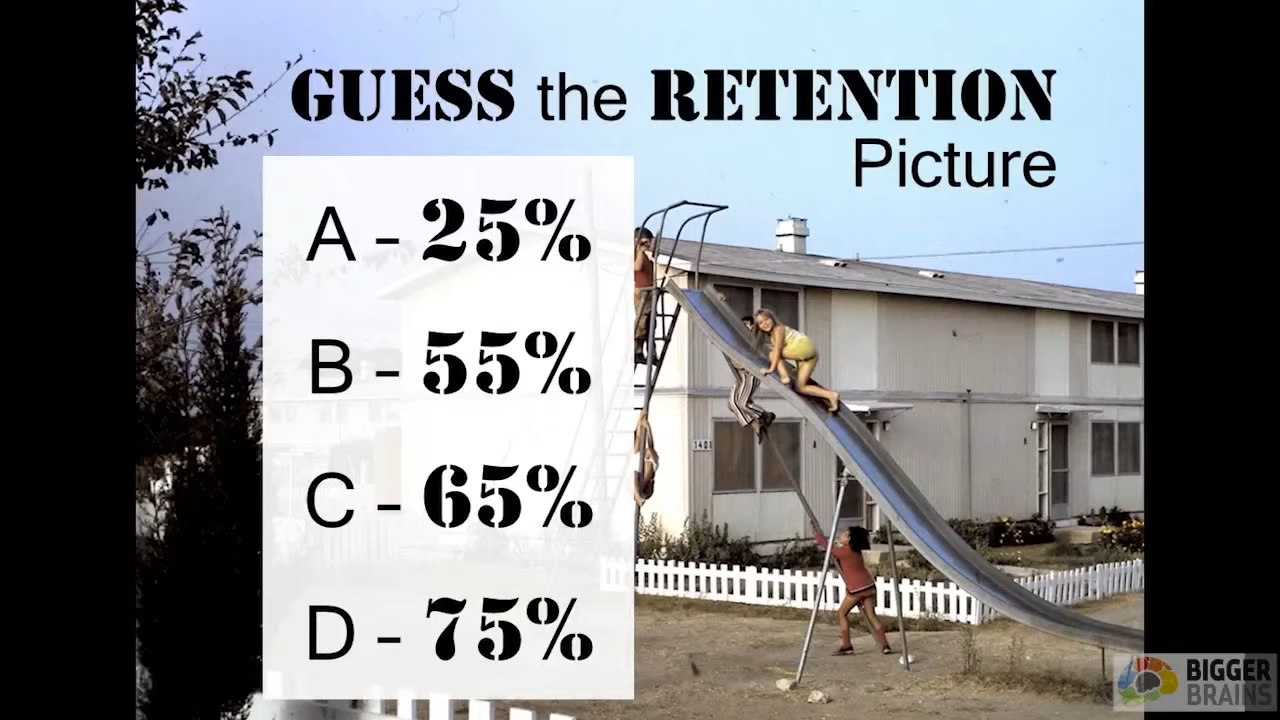 GUESS the RETENTION
Picture
A - 25%
B - 55%
C - 65%
D - 75%
1401
BIGGER
BRAINS